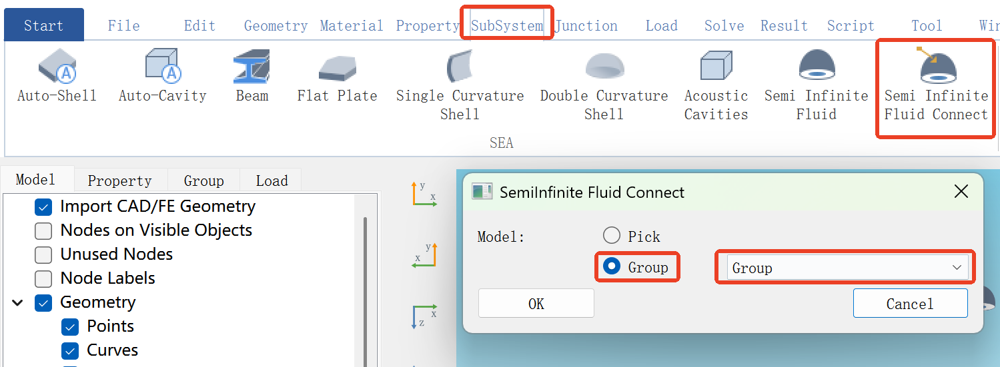 Start File Edit Geometry Material Property SubSystem Junction Load Solve Result Script Tool
Auto-Shell Auto-Cavity Beam Flat Plate Single Curvature Shell Double Curvature Shell Acoustic Cavities Semi Infinite Fluid Semi Infinite Fluid Connect
SEA
Model Property Group Load
Import CAD/FE Geometry
Nodes on Visible Objects
Unused Nodes
Node Labels
Geometry
Points
Curves
y
x
y
x
x
z
SemiInfinite Fluid Connect
Model: Pick
Group Group
OK Cancel